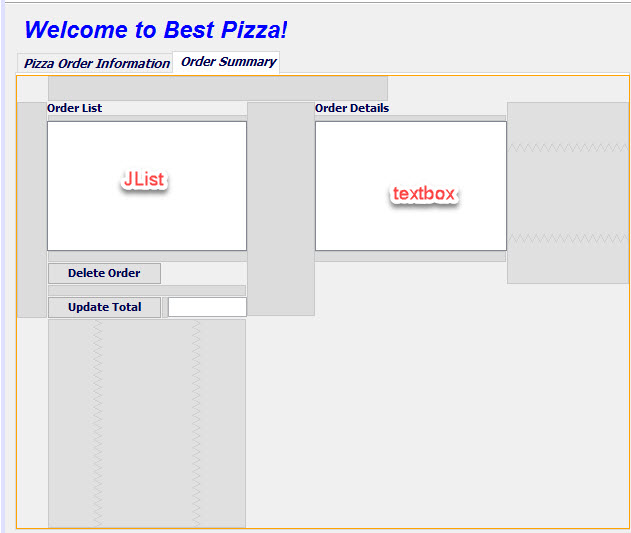 Welcome to Best Pizza!
Pizza Order Information
Order Summary
Order List
Order Details
JList
textbox
Delete Order
Update Total